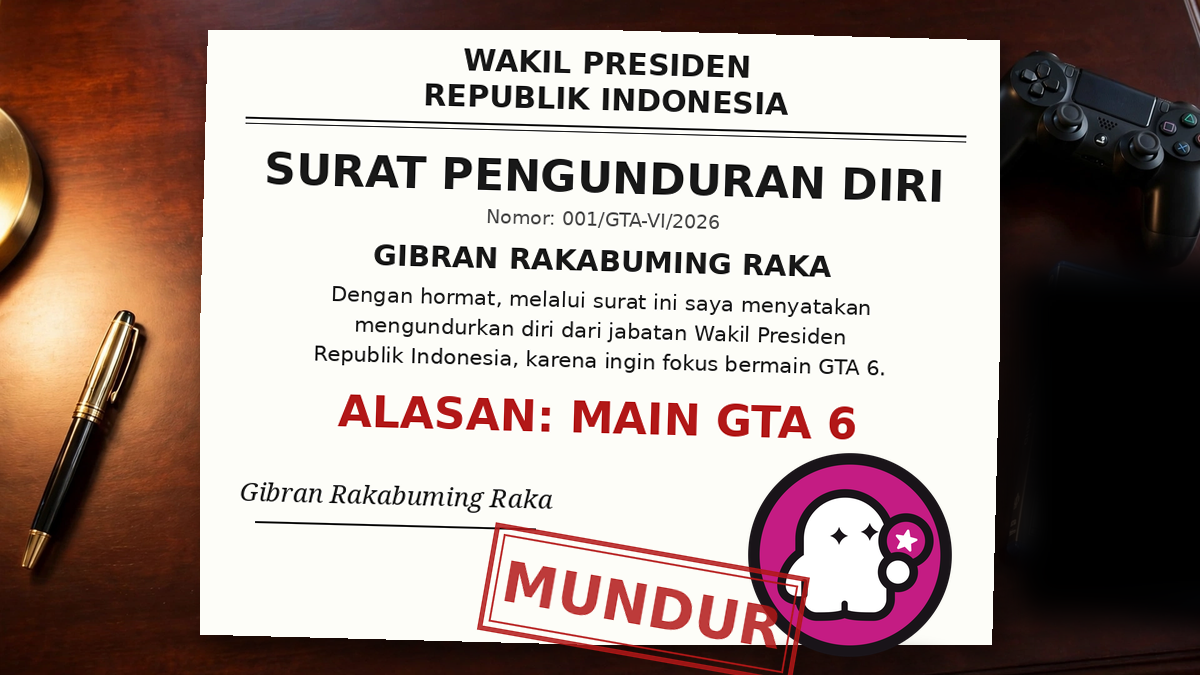 WAKIL PRESIDEN
REPUBLIK INDONESIA
SURAT PENGUNDURAN DIRI
Nomor: 001/GTA-VI/2026
GIBRAN RAKABUMING RAKA
Dengan hormat, melalui surat ini saya menyatakan
mengundurkan diri dari jabatan Wakil Presiden
Republik Indonesia, karena ingin fokus bermain GTA 6.
ALASAN: MAIN GTA 6
Gibran Rakabuming Raka
MUNDUR